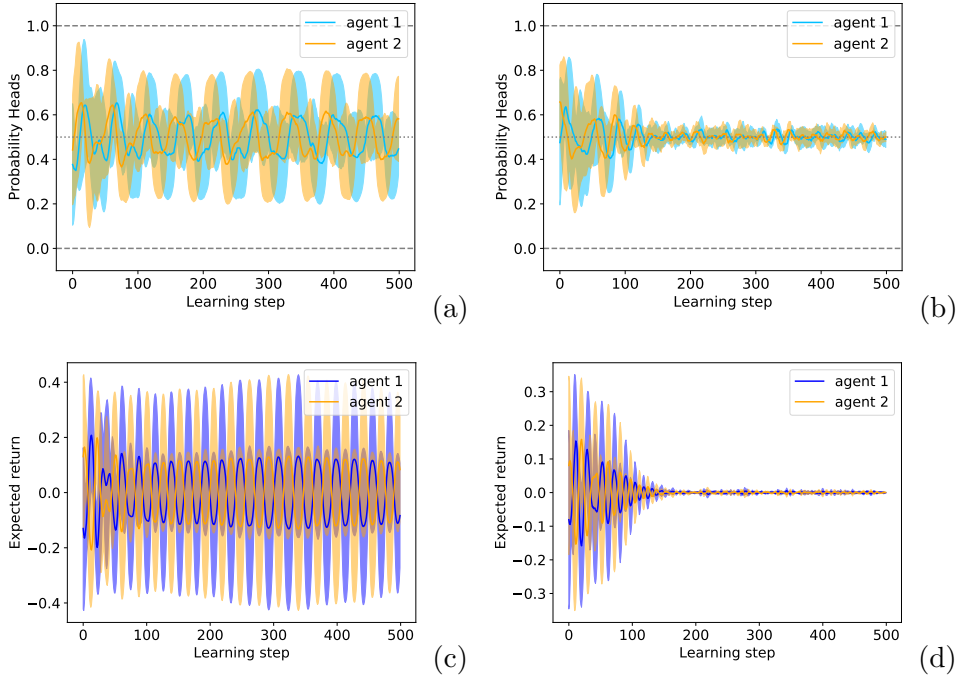 1.0
0.8
0.6
0.4
0.2
0.0
Probability Heads
agent 1
agent 2
0 100 200 300 400 500
Learning step
(a)
1.0
0.8
0.6
0.4
0.2
0.0
Probability Heads
agent 1
agent 2
0 100 200 300 400 500
Learning step
(b)
0.4
0.2
0.0
−0.2
−0.4
Expected return
agent 1
agent 2
0 100 200 300 400 500
Learning step
(c)
0.3
0.2
0.1
0.0
−0.1
−0.2
−0.3
Expected return
agent 1
agent 2
0 100 200 300 400 500
Learning step
(d)